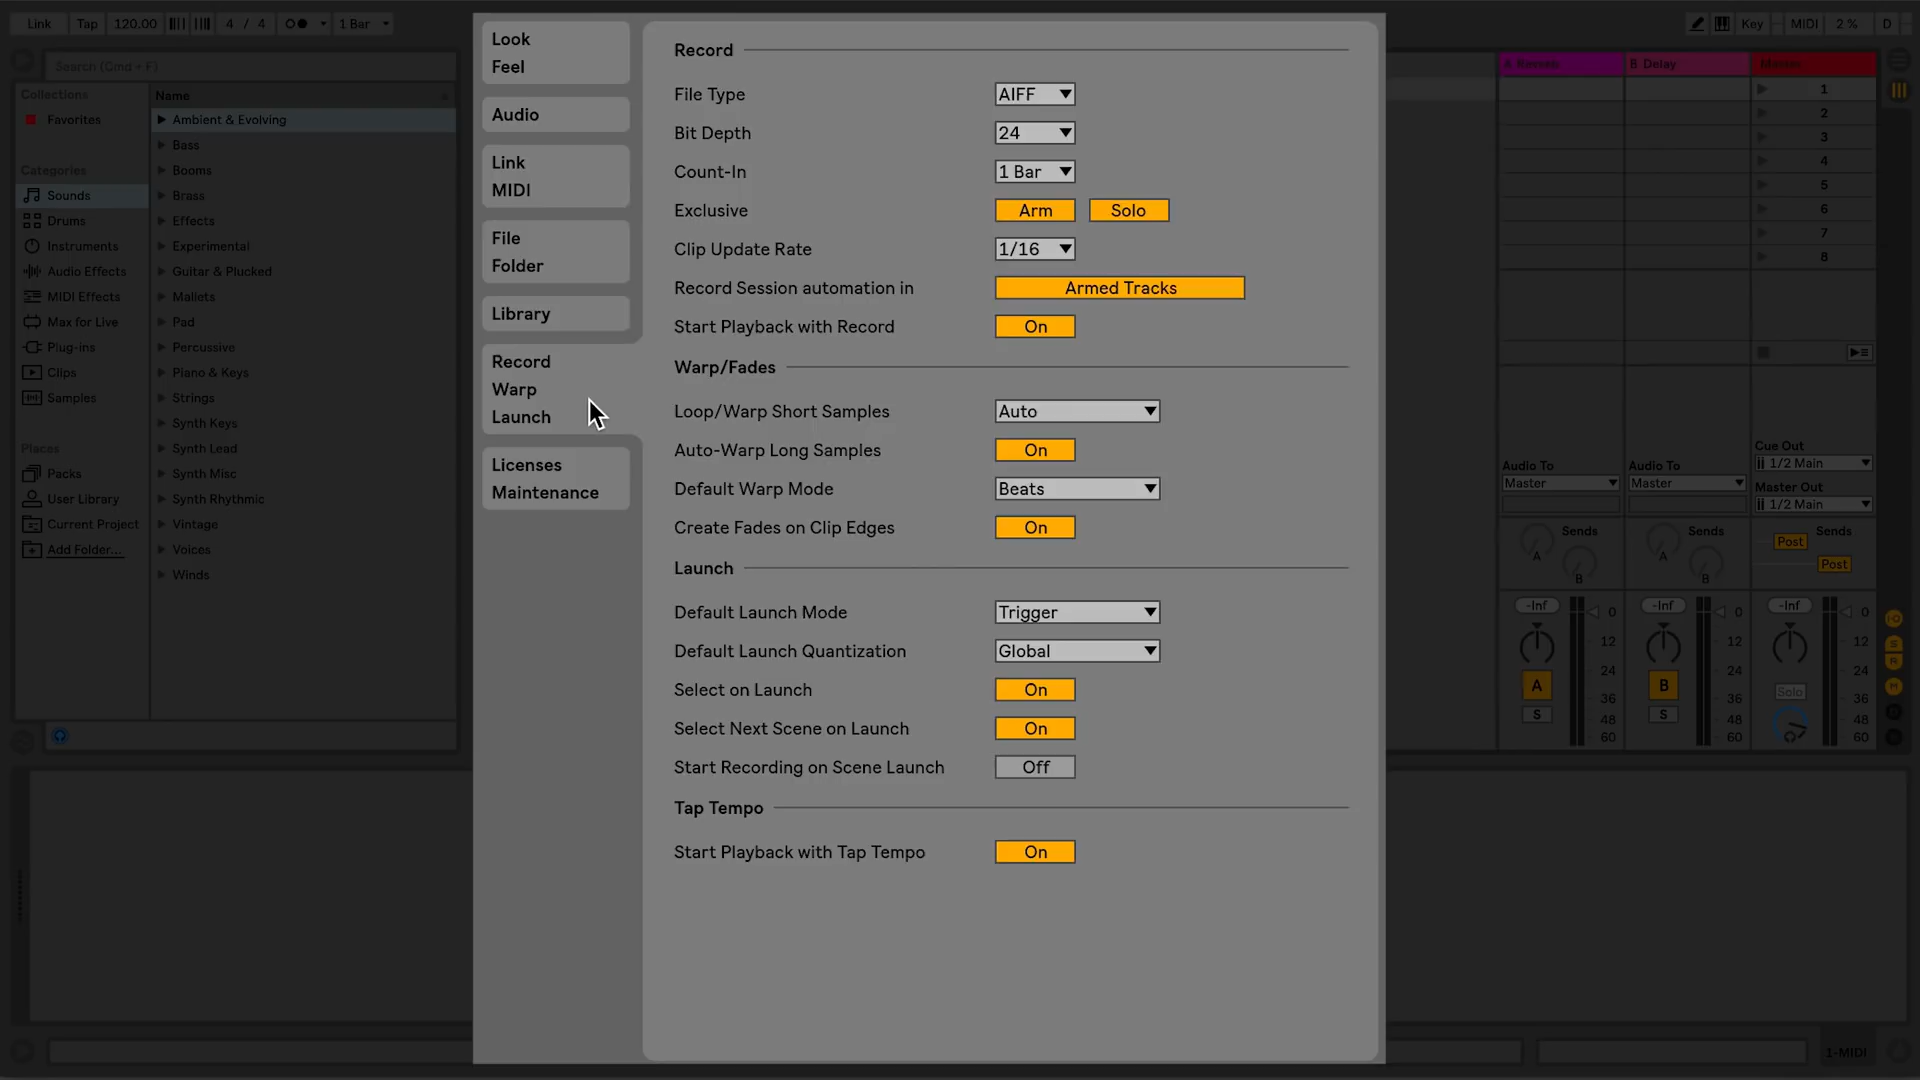 Link
Tap
120.00
4 / 4
1 Bar
Key
MIDI
2 %
D
Search (Cmd + F)
Collections
Favorites
Categories
Sounds
Drums
Instruments
Audio Effects
MIDI Effects
Max for Live
Plug-ins
Clips
Samples
Places
Packs
User Library
Current Project
Add Folder...
Name
Ambient & Evolving
Bass
Booms
Brass
Effects
Experimental
Guitar & Plucked
Mallets
Pad
Percussive
Piano & Keys
Strings
Synth Keys
Synth Lead
Synth Misc
Synth Rhythmic
Vintage
Voices
Winds
Look
Feel
Audio
Link
MIDI
File
Folder
Library
Record
Warp
Launch
Licenses
Maintenance
Record
File Type AIFF
Bit Depth 24
Count-In 1 Bar
Exclusive Arm Solo
Clip Update Rate 1/16
Record Session automation in Armed Tracks
Start Playback with Record On
Warp/Fades
Loop/Warp Short Samples Auto
Auto-Warp Long Samples On
Default Warp Mode Beats
Create Fades on Clip Edges On
Launch
Default Launch Mode Trigger
Default Launch Quantization Global
Select on Launch On
Select Next Scene on Launch On
Start Recording on Scene Launch Off
Tap Tempo
Start Playback with Tap Tempo On
A Reverb
B Delay
Master
1
2
3
4
5
6
7
8
Cue Out
1/2 Main
Master Out
1/2 Main
Audio To
Master
Audio To
Master
Sends
A
B
Sends
A
B
Sends
Post
Post
-Inf
0
12
24
36
48
60
A
S
-Inf
0
12
24
36
48
60
B
S
-Inf
0
12
24
36
48
60
Solo
1-MIDI